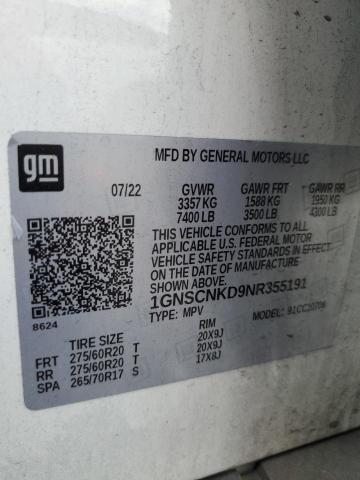 gm
MFD BY GENERAL MOTORS LLC
07/22 GVWR GAWR FRT GAWR RR
3357 KG 1588 KG 1950 KG
7400 LB 3500 LB 4300 LB
THIS VEHICLE CONFORMS TO ALL
APPLICABLE U.S. FEDERAL MOTOR
VEHICLE SAFETY
STANDARDS IN EFFECT ON THE DATE OF
MANUFACTURE SHOWN ABOVE.
1GNSCNKD9NR355191
8624 TYPE: MPV MODEL:
TIRE SIZE RIM
FRT 275/60R20 T 20X9J
RR 275/60R20 T 20X9J
SPA 265/70R17 S 17X8J